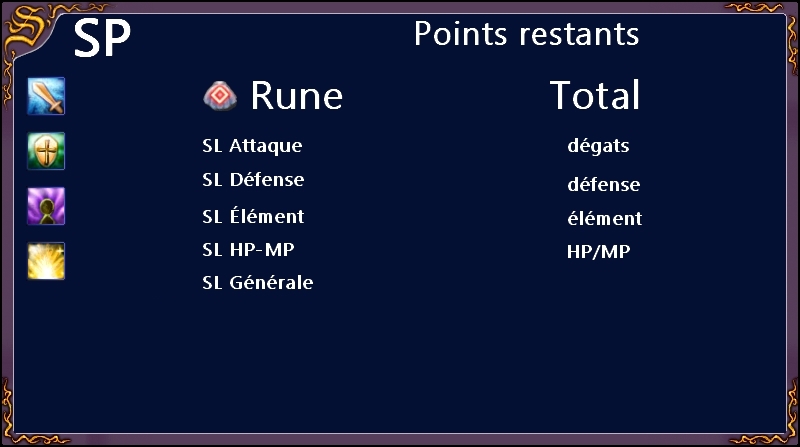 SP
Points restants
Rune
Total
SL Attaque
dégats
SL Défense
défense
SL Élément
élément
SL HP-MP
HP/MP
SL Générale